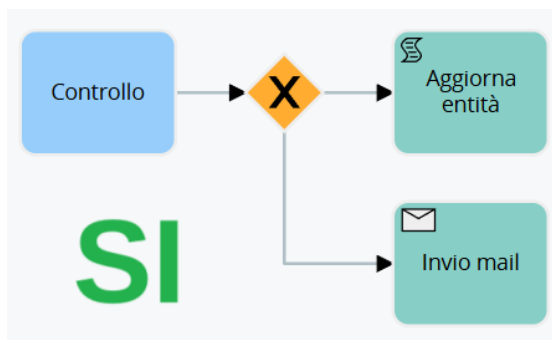 Controllo
X
Aggiorna
entità
Invio mail
SI